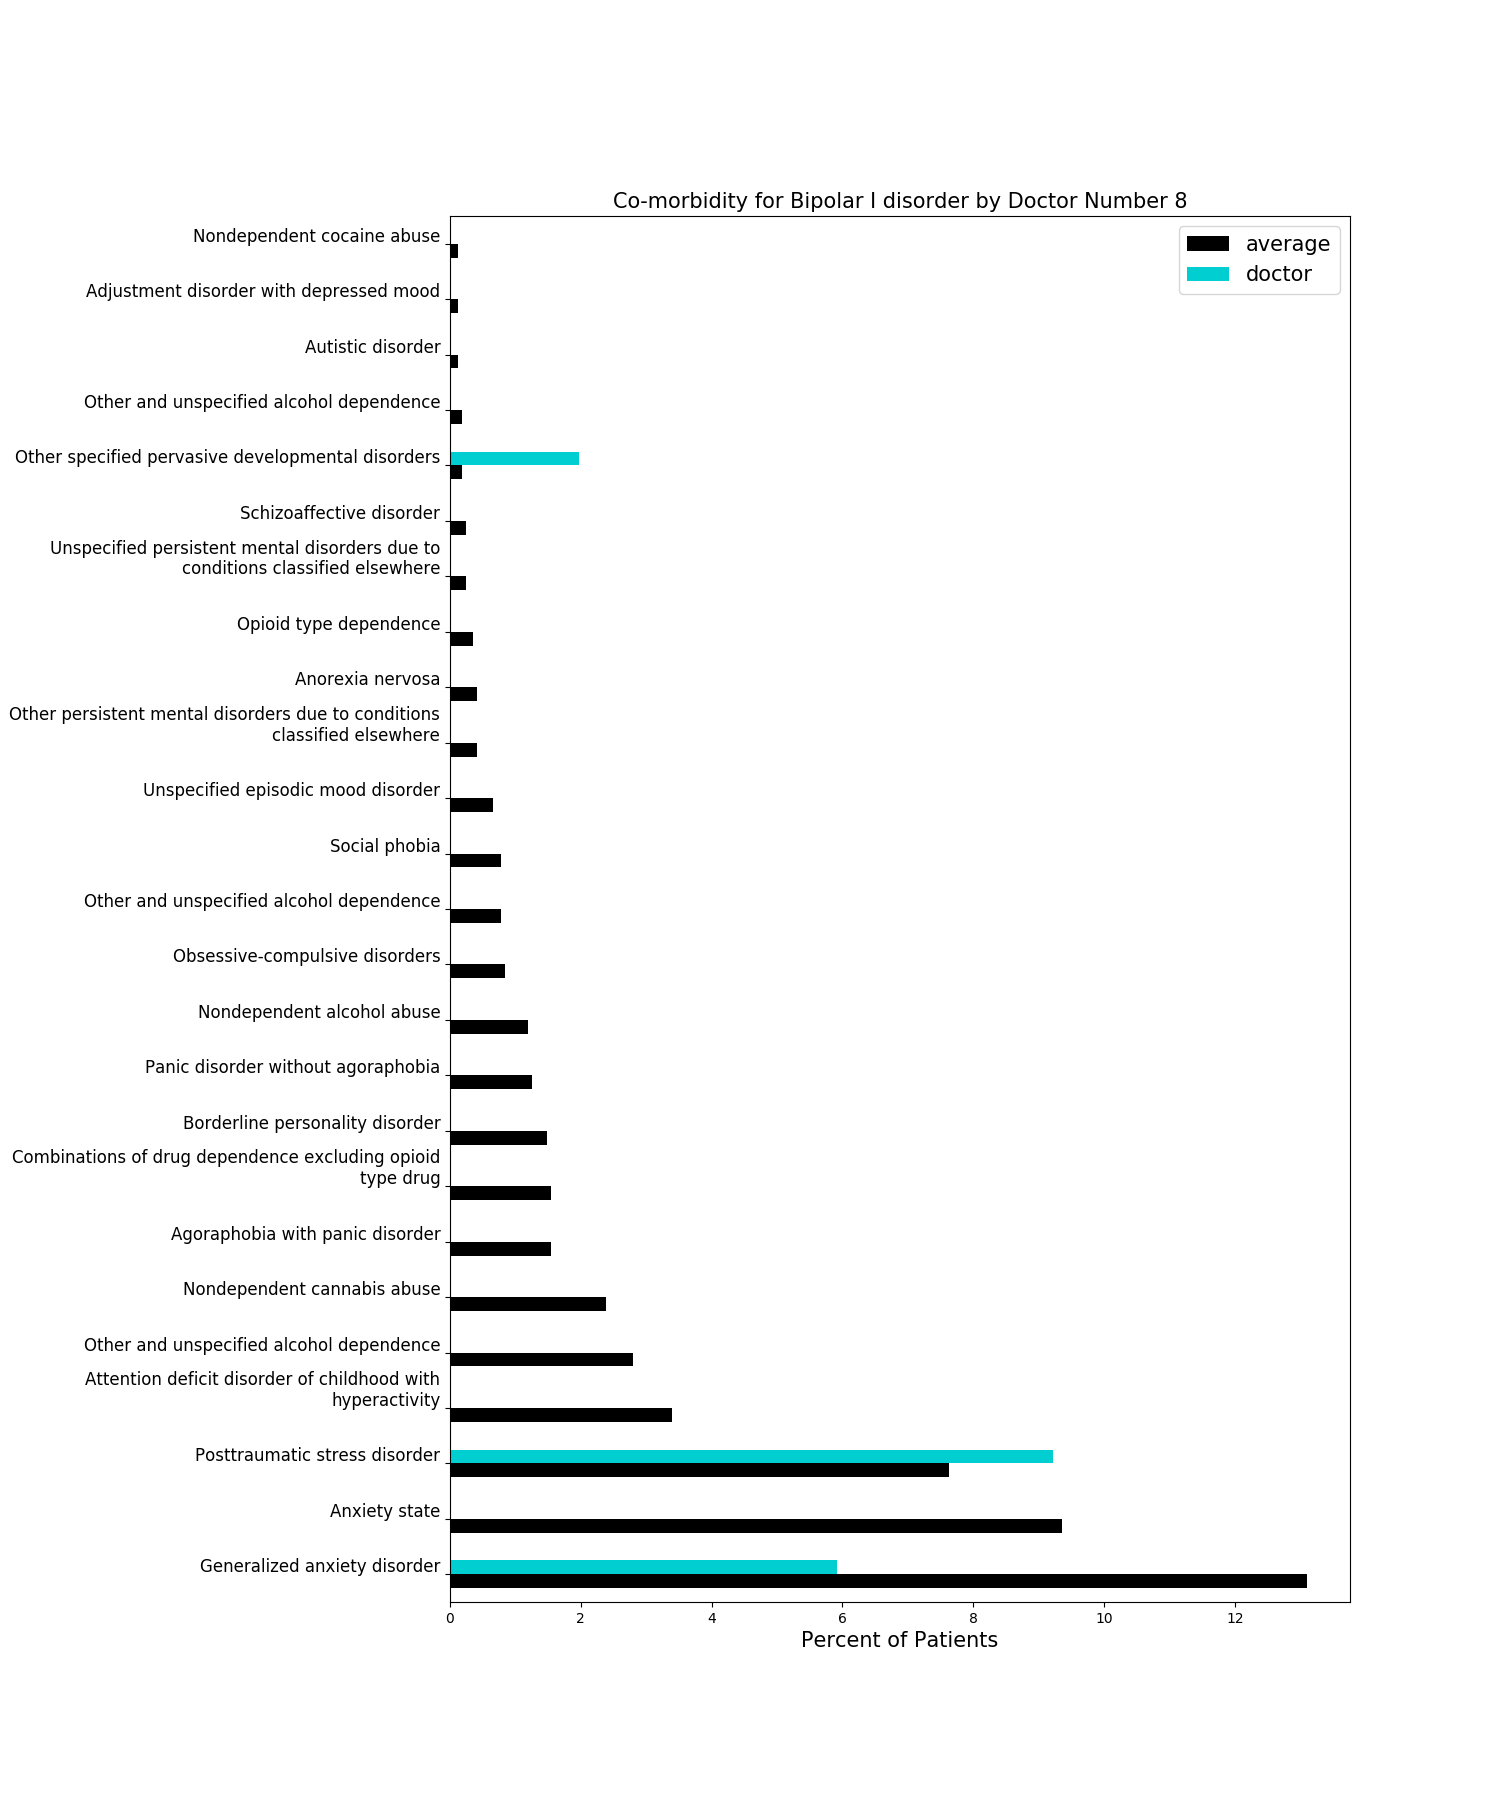 Co-morbidity for Bipolar I disorder by Doctor Number 8
average
doctor
Nondependent cocaine abuse
Adjustment disorder with depressed mood
Autistic disorder
Other and unspecified alcohol dependence
Other specified pervasive developmental disorders
Schizoaffective disorder
Unspecified persistent mental disorders due to
conditions classified elsewhere
Opioid type dependence
Anorexia nervosa
Other persistent mental disorders due to conditions
classified elsewhere
Unspecified episodic mood disorder
Social phobia
Other and unspecified alcohol dependence
Obsessive-compulsive disorders
Nondependent alcohol abuse
Panic disorder without agoraphobia
Borderline personality disorder
Combinations of drug dependence excluding opioid
type drug
Agoraphobia with panic disorder
Nondependent cannabis abuse
Other and unspecified alcohol dependence
Attention deficit disorder of childhood with
hyperactivity
Posttraumatic stress disorder
Anxiety state
Generalized anxiety disorder
0 2 4 6 8 10 12
Percent of Patients